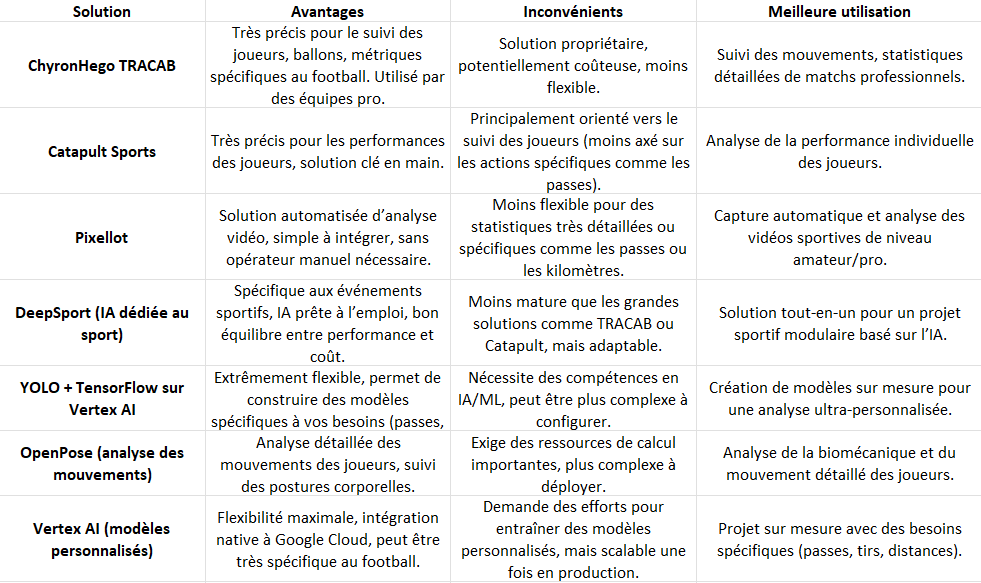 Solution Avantages Inconvénients Meilleure utilisation
ChyronHego TRACAB
Très précis pour le suivi des
joueurs, ballons, métriques
spécifiques au football. Utilisé par
des équipes pro.
Solution propriétaire,
potentiellement coûteuse, moins
flexible.
Suivi des mouvements, statistiques
détaillées de matchs professionnels.
Catapult Sports
Très précis pour les performances
des joueurs, solution clé en main.
Principalement orienté vers le
suivi des joueurs (moins axé sur
les actions spécifiques comme les
passes).
Analyse de la performance individuelle
des joueurs.
Pixellot
Solution automatisée d’analyse
vidéo, simple à intégrer, sans
opérateur manuel nécessaire.
Moins flexible pour des
statistiques très détaillées ou
spécifiques comme les passes ou
les kilomètres.
Capture automatique et analyse des
vidéos sportives de niveau
amateur/pro.
DeepSport (IA dédiée au
sport)
Spécifique aux événements
sportifs, IA prête à l’emploi, bon
équilibre entre performance et
coût.
Moins mature que les grandes
solutions comme TRACAB ou
Catapult, mais adaptable.
Solution tout-en-un pour un projet
sportif modulaire basé sur l’IA.
YOLO + TensorFlow sur
Vertex AI
Extrêmement flexible, permet de
construire des modèles
spécifiques à vos besoins (passes,
Nécessite des compétences en
IA/ML, peut être plus complexe à
configurer.
Création de modèles sur mesure pour
une analyse ultra-personnalisée.
OpenPose (analyse des
mouvements)
Analyse détaillée des
mouvements des joueurs, suivi
des postures corporelles.
Exige des ressources de calcul
importantes, plus complexe à
déployer.
Analyse de la biomécanique et du
mouvement détaillé des joueurs.
Vertex AI (modèles
personnalisés)
Flexibilité maximale, intégration
native à Google Cloud, peut être
très spécifique au football.
Demande des efforts pour
entraîner des modèles
personnalisés, mais scalable une
fois en production.
Projet sur mesure avec des besoins
spécifiques (passes, tirs, distances).